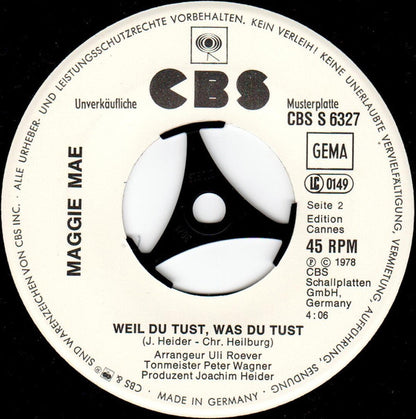 ALLE URHEBER- UND LEISTUNGSSCHUTZRECHTE VORBEHALTEN. KEIN VERLEIH! KEINE UNERLAUBTE VERVIELFÄLTIGUNG, VERMIETUNG, AUFFÜHRUNG, SENDUNG!
CBS
Unverkäufliche
Musterplatte
CBS S 6327
GEMA
LC 0149
MAGGIE MAE
Seite 2
Edition
Cannes
45 RPM
Ⓟ © 1978
CBS
Schallplatten
GmbH,
Germany
4:06
WEIL DU TUST, WAS DU TUST
(J. Heider - Chr. Heilburg)
Arrangeur Uli Roever
Tonmeister Peter Wagner
Produzent Joachim Heider
CBS & SIND WARENZEICHEN VON CBS INC.
MADE IN GERMANY